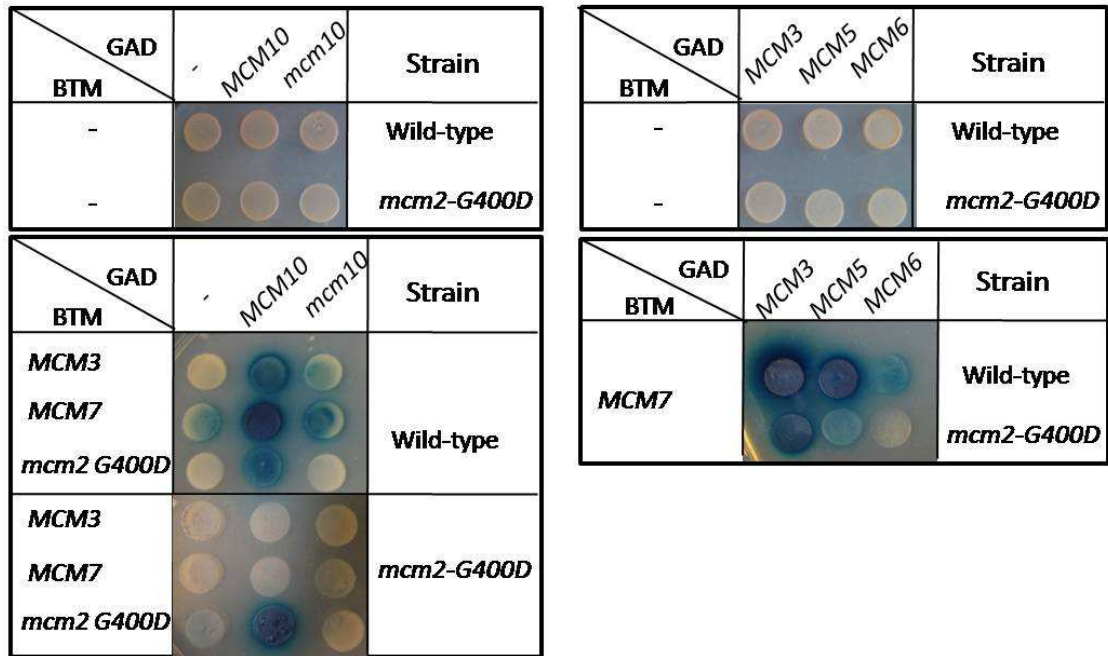 GAD
- MCM10 mcm10
Strain
BTM
- Wild-type
- mcm2-G400D
GAD
MCM3 MCM5 MCM6
Strain
BTM
- Wild-type
- mcm2-G400D
GAD
- MCM10 mcm10
Strain
BTM
MCM3
MCM7
Wild-type
mcm2 G400D
MCM3
MCM7
mcm2-G400D
mcm2 G400D
GAD
MCM3 MCM5 MCM6
Strain
BTM
Wild-type
MCM7
mcm2-G400D